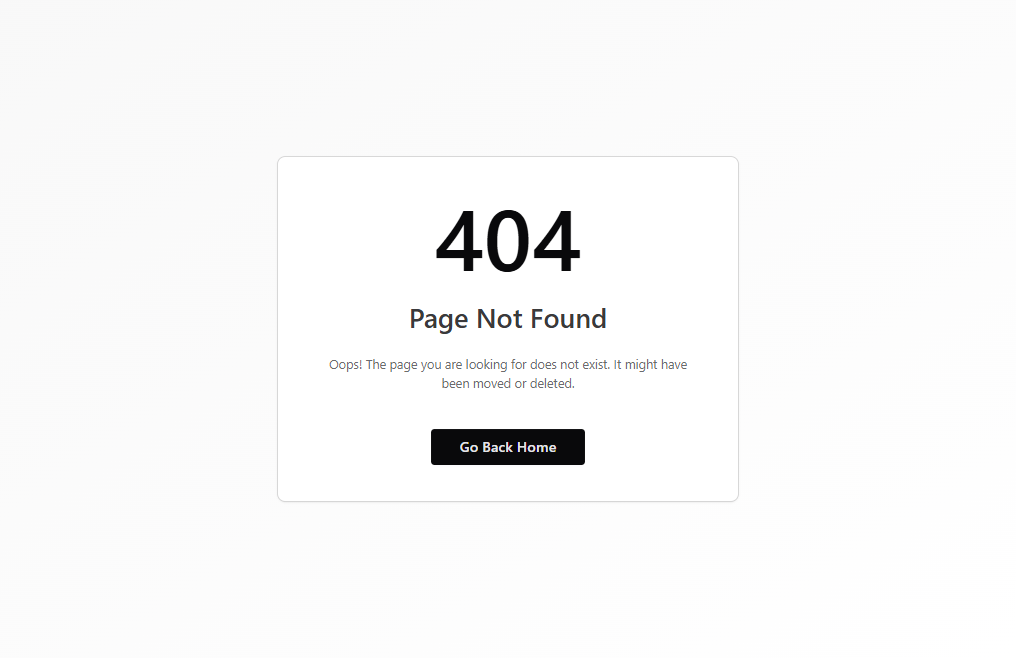 404
Page Not Found
Oops! The page you are looking for does not exist. It might have
been moved or deleted.
Go Back Home